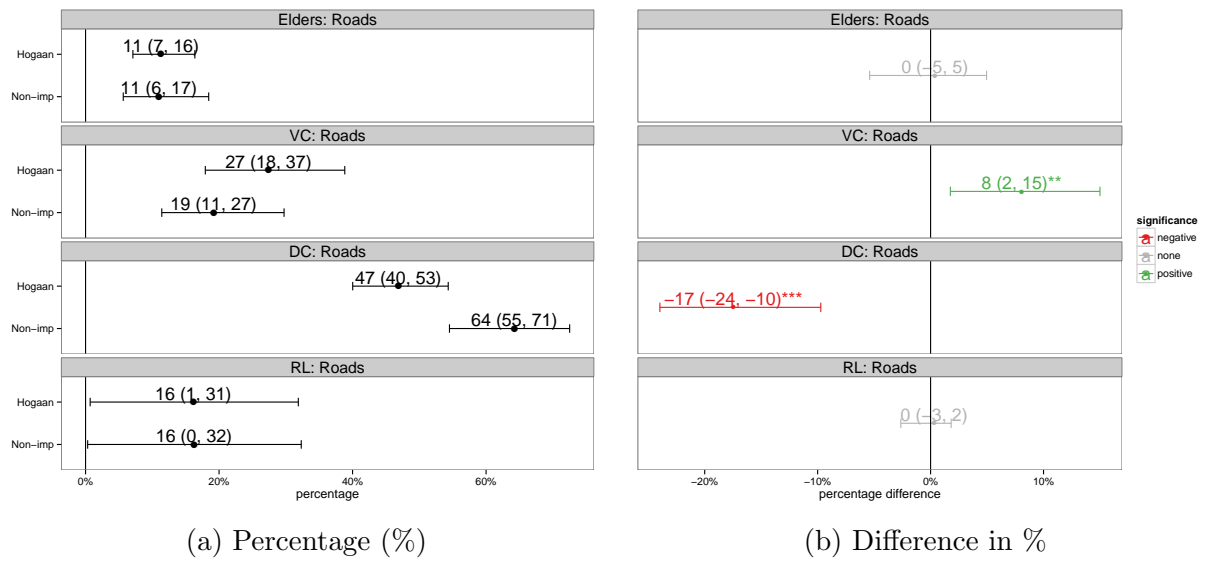 Elders: Roads
Hogaan
11 (7, 16)
Non−imp
11 (6, 17)
VC: Roads
Hogaan
27 (18, 37)
Non−imp
19 (11, 27)
DC: Roads
Hogaan
47 (40, 53)
Non−imp
64 (55, 71)
RL: Roads
Hogaan
16 (1, 31)
Non−imp
16 (0, 32)
0% 20% 40% 60%
percentage
(a) Percentage (%)
Elders: Roads
0 (−5, 5)
VC: Roads
8 (2, 15)**
DC: Roads
−17 (−24, −10)***
RL: Roads
0 (−3, 2)
−20% −10% 0% 10%
percentage difference
(b) Difference in %
significance
a negative
a none
a positive